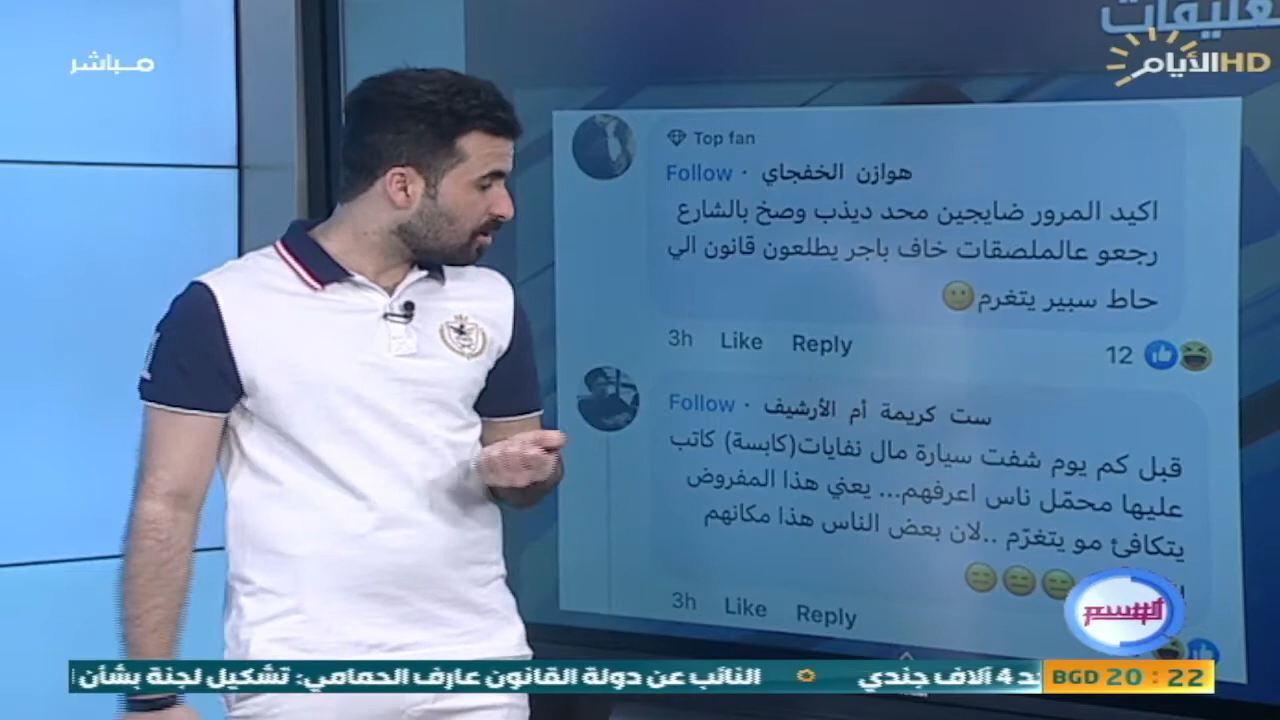 مباشر
تعليقات
الأيام HD
Top fan
هوازن الخفجاي · Follow
اكيد المرور ضايجين محد ديذب وصخ بالشارع
رجعو عالملصقات خاف باجر يطلعون قانون الي
حاط سبير يتغرم🙂
3h Like Reply 12
ست كريمة أم الأرشيف · Follow
قبل كم يوم شفت سيارة مال نفايات(كابسة) كاتب
عليها محمّل ناس اعرفهم... يعني هذا المفروض
يتكافئ مو يتغرّم ..لان بعض الناس هذا مكانهم
😑😑😑
3h Like Reply
4 آلاف جندي ☼ النائب عن دولة القانون عارف الحمامي: تشكيل لجنة بشأن
BGD 20:22